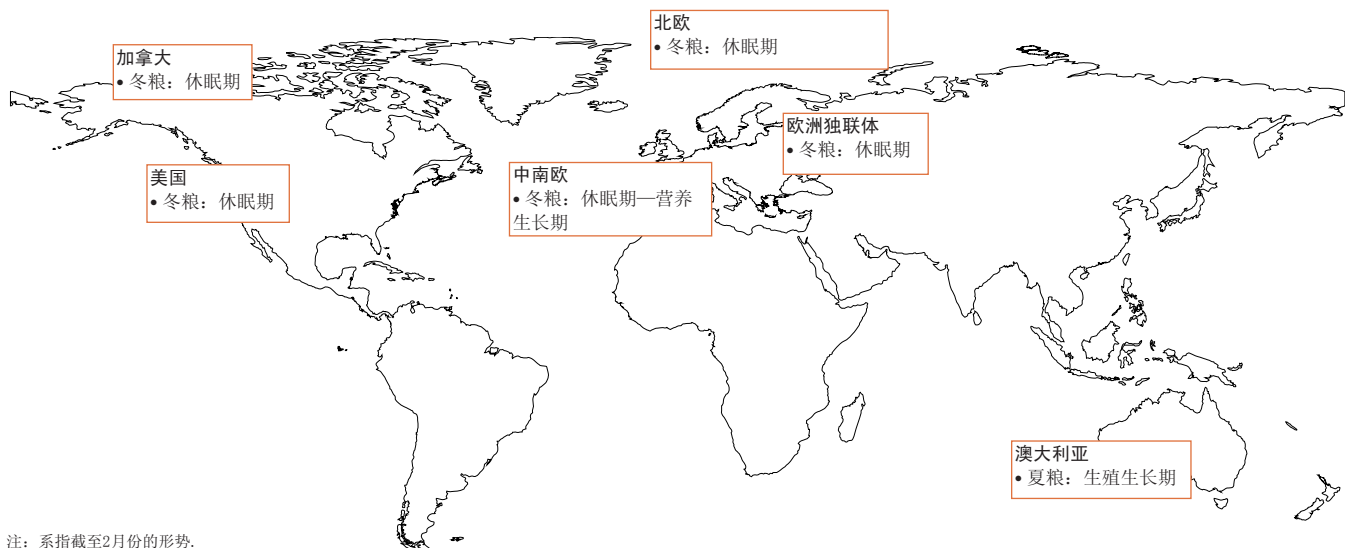 北欧
• 冬粮：休眠期
加拿大
• 冬粮：休眠期
欧洲独联体
• 冬粮：休眠期
美国
• 冬粮：休眠期
中南欧
• 冬粮：休眠期—营养
生长期
澳大利亚
• 夏粮：生殖生长期
注：系指截至2月份的形势.